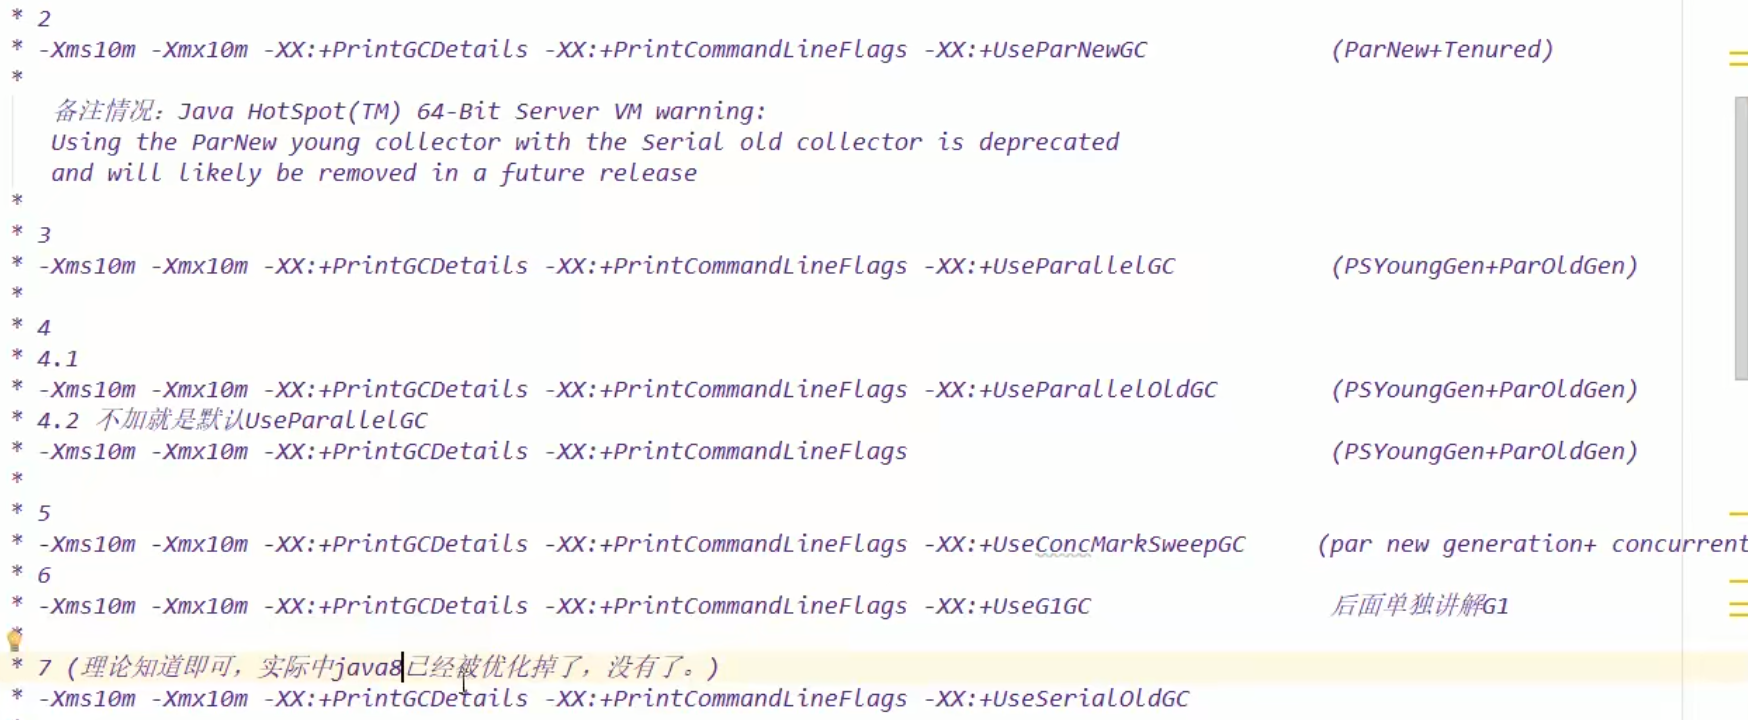 * 2
* -Xms10m -Xmx10m -XX:+PrintGCDetails -XX:+PrintCommandLineFlags -XX:+UseParNewGC (ParNew+Tenured)
*
备注情况：Java HotSpot(TM) 64-Bit Server VM warning:
Using the ParNew young collector with the Serial old collector is deprecated
and will likely be removed in a future release
*
* 3
* -Xms10m -Xmx10m -XX:+PrintGCDetails -XX:+PrintCommandLineFlags -XX:+UseParallelGC (PSYoungGen+ParOldGen)
*
* 4
* 4.1
* -Xms10m -Xmx10m -XX:+PrintGCDetails -XX:+PrintCommandLineFlags -XX:+UseParallelOldGC (PSYoungGen+ParOldGen)
* 4.2 不加就是默认UseParallelGC
* -Xms10m -Xmx10m -XX:+PrintGCDetails -XX:+PrintCommandLineFlags (PSYoungGen+ParOldGen)
*
* 5
* -Xms10m -Xmx10m -XX:+PrintGCDetails -XX:+PrintCommandLineFlags -XX:+UseConcMarkSweepGC (par new generation+ concurrent
* 6
* -Xms10m -Xmx10m -XX:+PrintGCDetails -XX:+PrintCommandLineFlags -XX:+UseG1GC 后面单独讲解G1
*
* 7 (理论知道即可，实际中java8已经被优化掉了，没有了。)
* -Xms10m -Xmx10m -XX:+PrintGCDetails -XX:+PrintCommandLineFlags -XX:+UseSerialOldGC